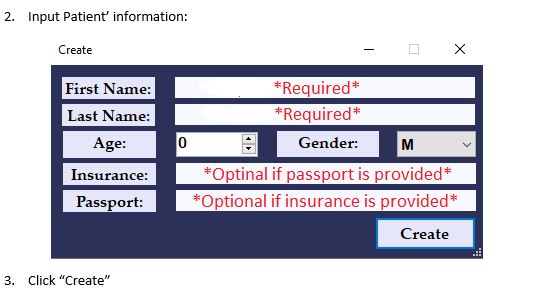 2. Input Patient’ information:
Create
First Name: *Required*
Last Name: *Required*
Age: 0 Gender: M
Insurance: *Optinal if passport is provided*
Passport: *Optional if insurance is provided*
Create
3. Click “Create”